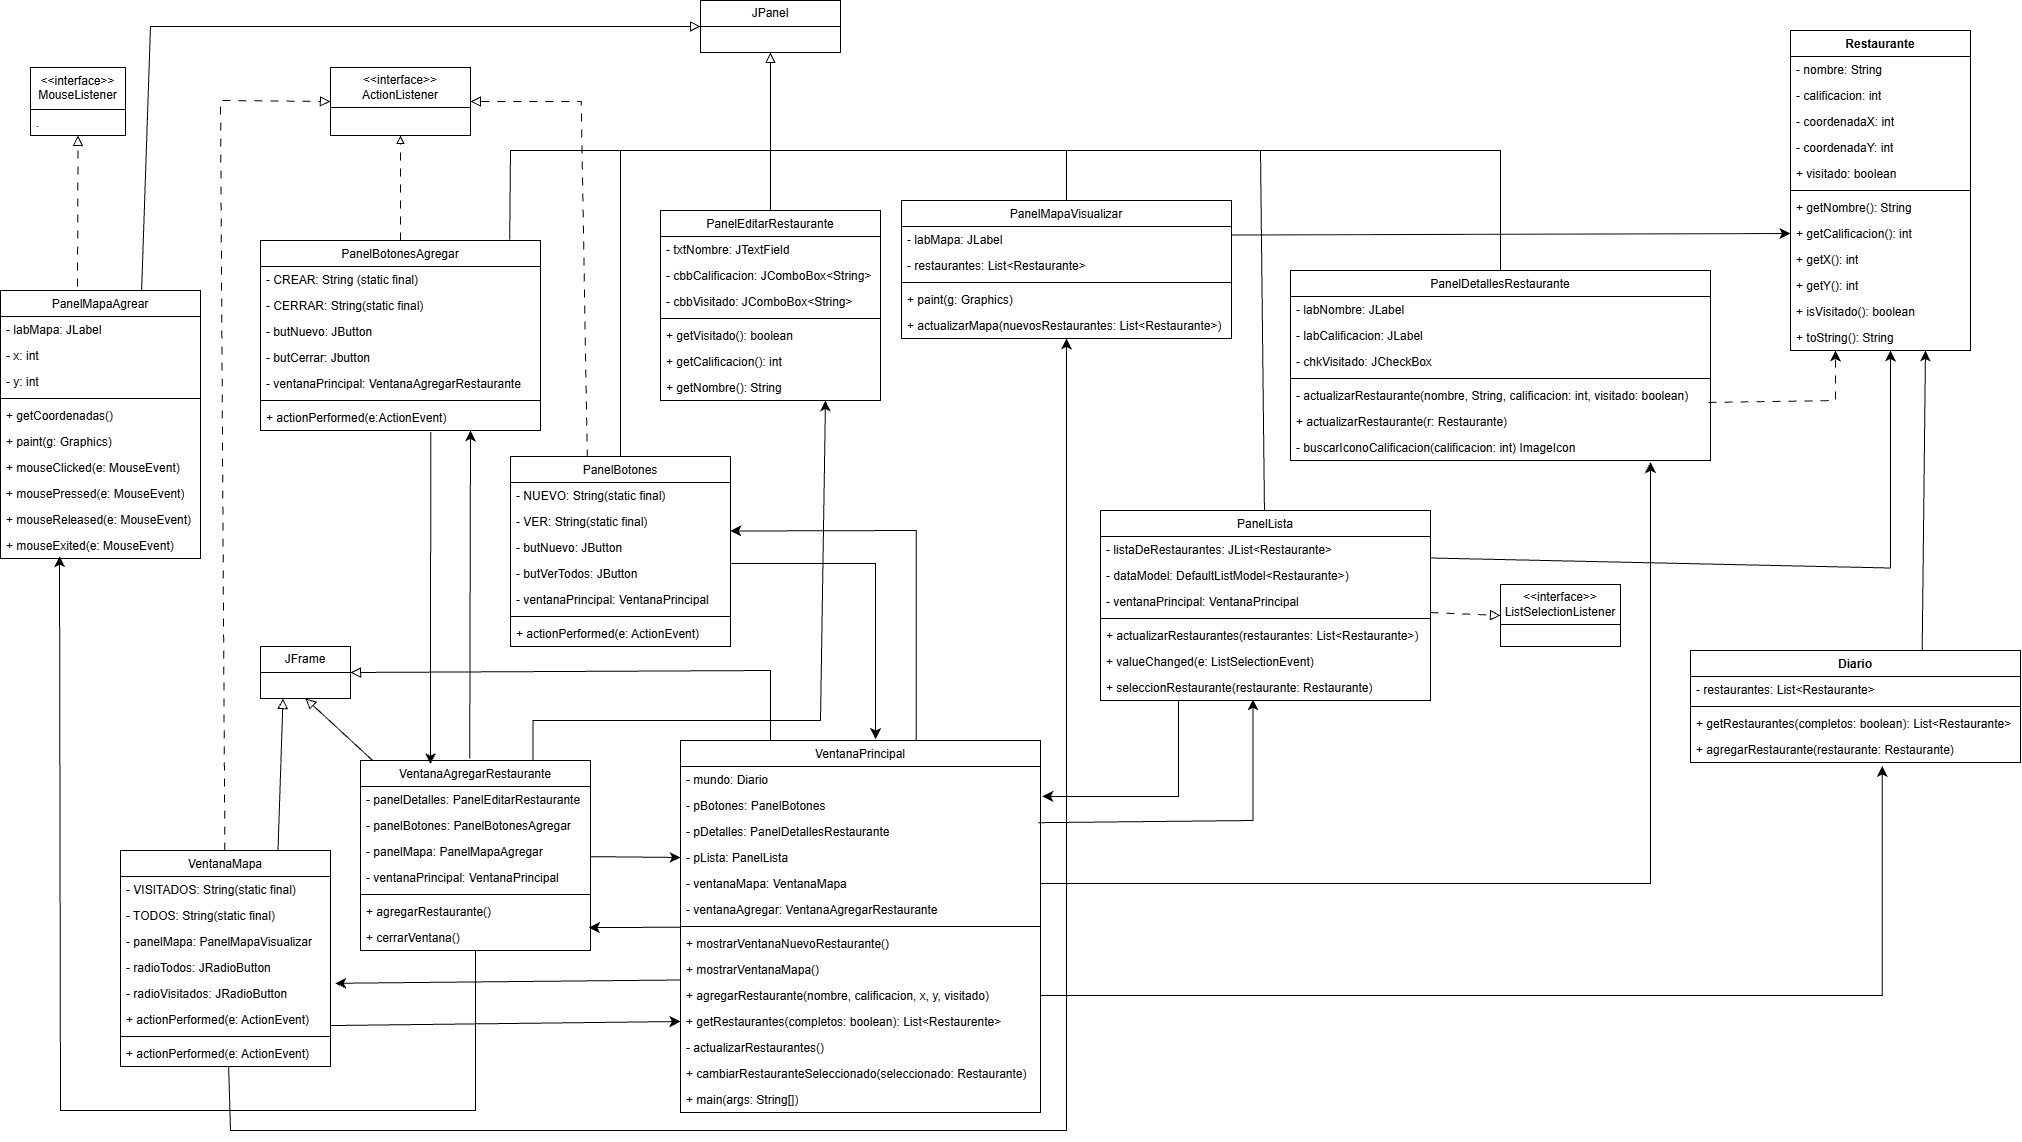 JPanel
<<interface>>
MouseListener
.
<<interface>>
ActionListener
Restaurante
- nombre: String
- calificacion: int
- coordenadaX: int
- coordenadaY: int
+ visitado: boolean
+ getNombre(): String
+ getCalificacion(): int
+ getX(): int
+ getY(): int
+ isVisitado(): boolean
+ toString(): String
PanelMapaAgrear
- labMapa: JLabel
- x: int
- y: int
+ getCoordenadas()
+ paint(g: Graphics)
+ mouseClicked(e: MouseEvent)
+ mousePressed(e: MouseEvent)
+ mouseReleased(e: MouseEvent)
+ mouseExited(e: MouseEvent)
PanelBotonesAgregar
- CREAR: String (static final)
- CERRAR: String(static final)
- butNuevo: JButton
- butCerrar: Jbutton
- ventanaPrincipal: VentanaAgregarRestaurante
+ actionPerformed(e:ActionEvent)
PanelEditarRestaurante
- txtNombre: JTextField
- cbbCalificacion: JComboBox<String>
- cbbVisitado: JComboBox<String>
+ getVisitado(): boolean
+ getCalificacion(): int
+ getNombre(): String
PanelMapaVisualizar
- labMapa: JLabel
- restaurantes: List<Restaurante>
+ paint(g: Graphics)
+ actualizarMapa(nuevosRestaurantes: List<Restaurante>)
PanelDetallesRestaurante
- labNombre: JLabel
- labCalificacion: JLabel
- chkVisitado: JCheckBox
- actualizarRestaurante(nombre, String, calificacion: int, visitado: boolean)
+ actualizarRestaurante(r: Restaurante)
- buscarIconoCalificacion(calificacion: int) ImageIcon
PanelBotones
- NUEVO: String(static final)
- VER: String(static final)
- butNuevo: JButton
- butVerTodos: JButton
- ventanaPrincipal: VentanaPrincipal
+ actionPerformed(e: ActionEvent)
PanelLista
- listaDeRestaurantes: JList<Restaurante>
- dataModel: DefaultListModel<Restaurante>)
- ventanaPrincipal: VentanaPrincipal
+ actualizarRestaurantes(restaurantes: List<Restaurante>)
+ valueChanged(e: ListSelectionEvent)
+ seleccionRestaurante(restaurante: Restaurante)
<<interface>>
ListSelectionListener
JFrame
Diario
- restaurantes: List<Restaurante>
+ getRestaurantes(completos: boolean): List<Restaurante>
+ agregarRestaurante(restaurante: Restaurante)
VentanaAgregarRestaurante
- panelDetalles: PanelEditarRestaurante
- panelBotones: PanelBotonesAgregar
- panelMapa: PanelMapaAgregar
- ventanaPrincipal: VentanaPrincipal
+ agregarRestaurante()
+ cerrarVentana()
VentanaPrincipal
- mundo: Diario
- pBotones: PanelBotones
- pDetalles: PanelDetallesRestaurante
- pLista: PanelLista
- ventanaMapa: VentanaMapa
- ventanaAgregar: VentanaAgregarRestaurante
+ mostrarVentanaNuevoRestaurante()
+ mostrarVentanaMapa()
+ agregarRestaurante(nombre, calificacion, x, y, visitado)
+ getRestaurantes(completos: boolean): List<Restaurente>
- actualizarRestaurantes()
+ cambiarRestauranteSeleccionado(seleccionado: Restaurante)
+ main(args: String[])
VentanaMapa
- VISITADOS: String(static final)
- TODOS: String(static final)
- panelMapa: PanelMapaVisualizar
- radioTodos: JRadioButton
- radioVisitados: JRadioButton
+ actionPerformed(e: ActionEvent)
+ actionPerformed(e: ActionEvent)